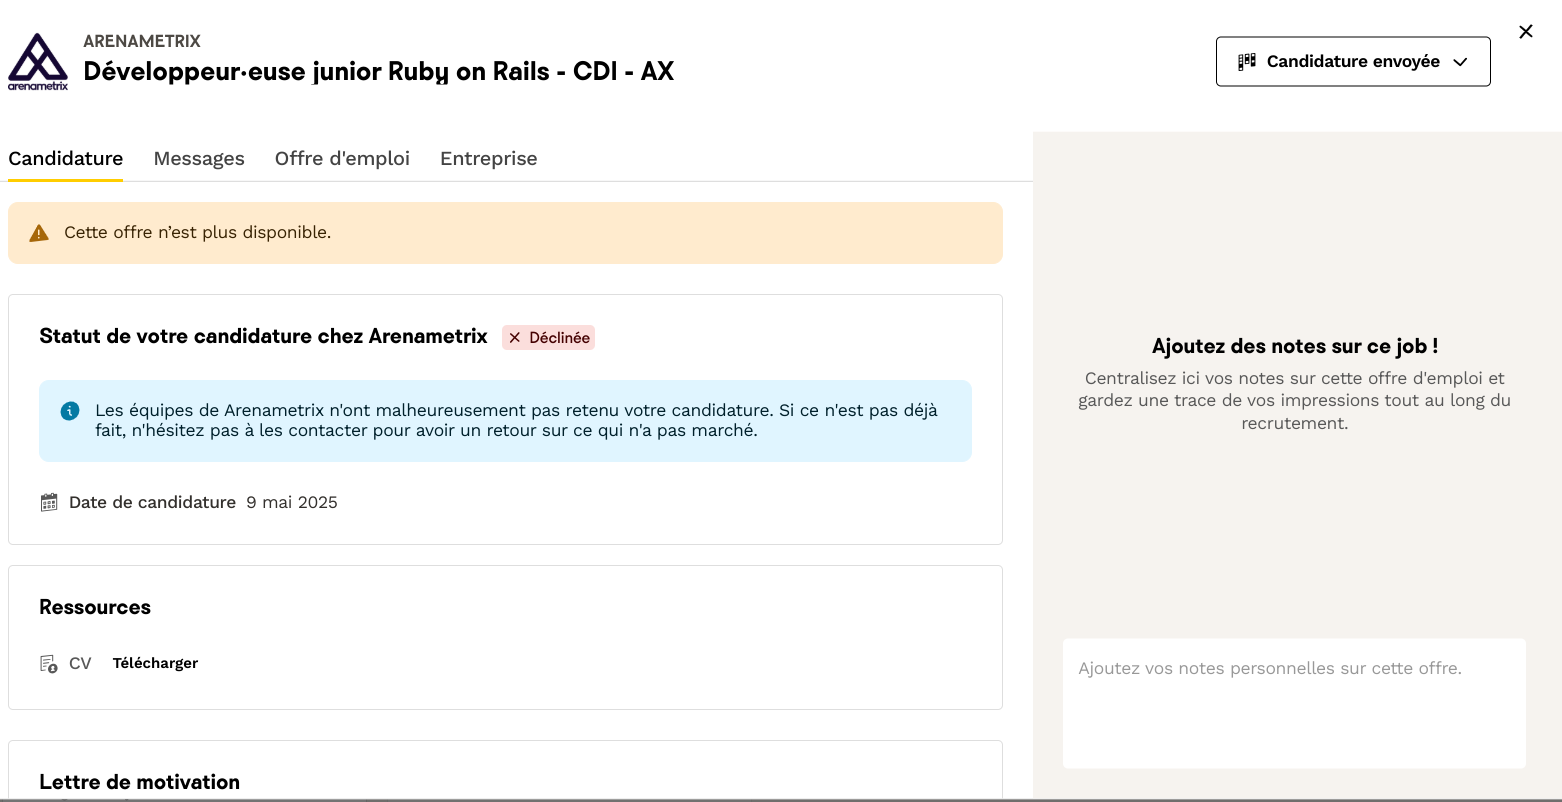 ARENAMETRIX
Développeur·euse junior Ruby on Rails - CDI - AX
arenametrix
Candidature envoyée
Candidature
Messages
Offre d'emploi
Entreprise
Cette offre n’est plus disponible.
Statut de votre candidature chez Arenametrix
Déclinée
Les équipes de Arenametrix n'ont malheureusement pas retenu votre candidature. Si ce n'est pas déjà
fait, n'hésitez pas à les contacter pour avoir un retour sur ce qui n'a pas marché.
Date de candidature 9 mai 2025
Ressources
CV Télécharger
Lettre de motivation
Ajoutez des notes sur ce job !
Centralisez ici vos notes sur cette offre d'emploi et
gardez une trace de vos impressions tout au long du
recrutement.
Ajoutez vos notes personnelles sur cette offre.